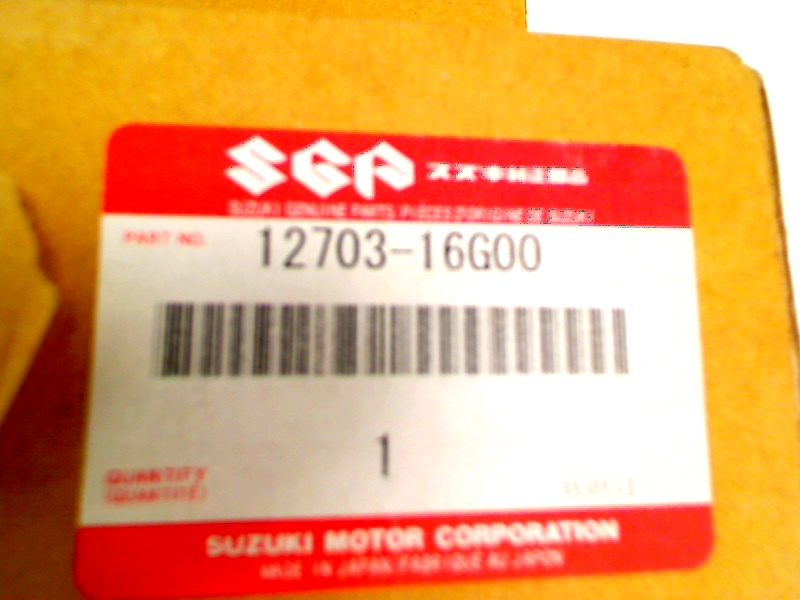 SGP スズキ純正部品
SUZUKI GENUINE PARTS PIÈCES D'ORIGINE DE SUZUKI
PART NO. 12703-16G00
1
QUANTITY
(QUANTITÉ)
SUZUKI MOTOR CORPORATION
MADE IN JAPAN/FABRIQUÉ AU JAPON